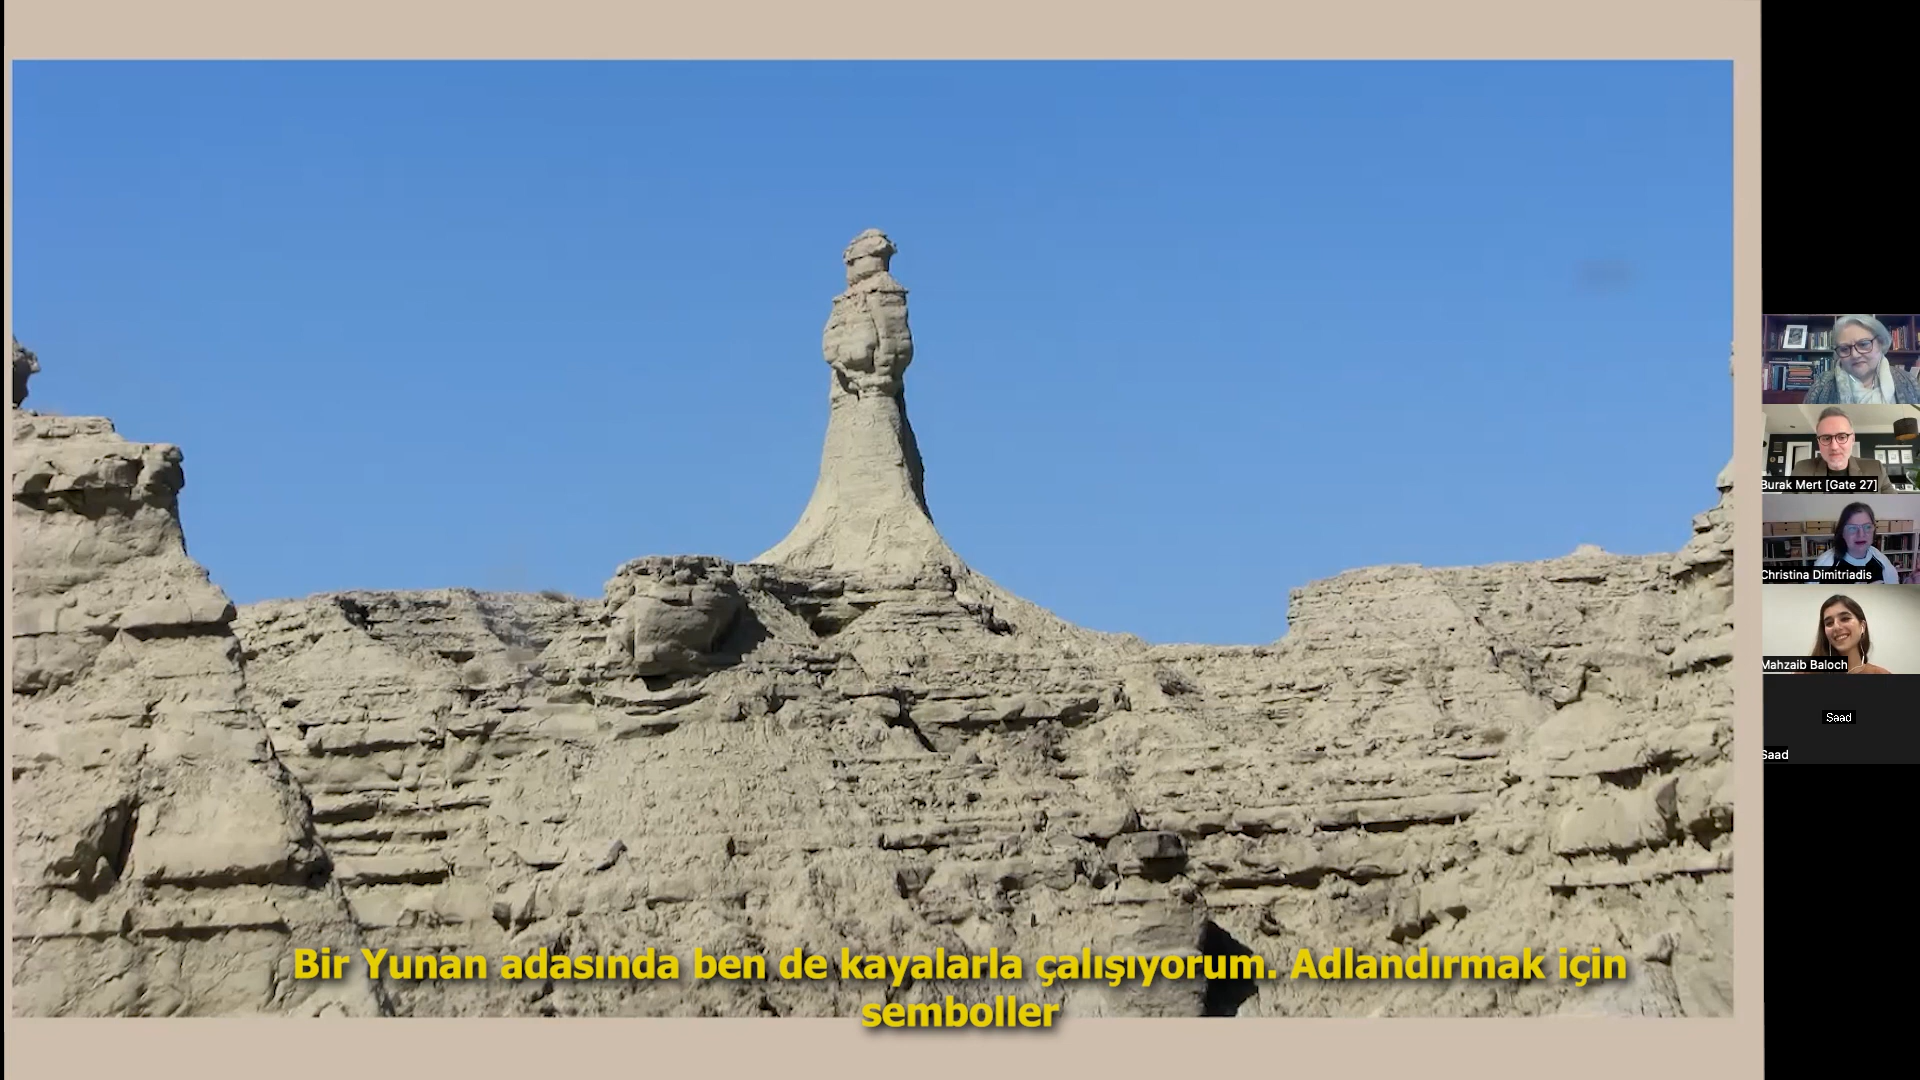 Burak Mert [Gate 27]
Christina Dimitriadis
Mahzaib Baloch
Saad
Saad
Bir Yunan adasında ben de kayalarla çalışıyorum. Adlandırmak için
semboller